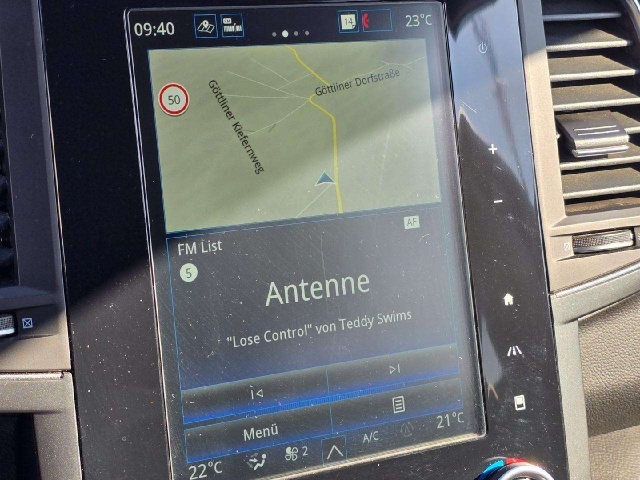 09:40
14
23°C
50
Göttliner Dorfstraße
Göttliner Kiefernweg
AF
FM List
5
Antenne
"Lose Control" von Teddy Swims
Menü
22°C
2
A/C
21°C